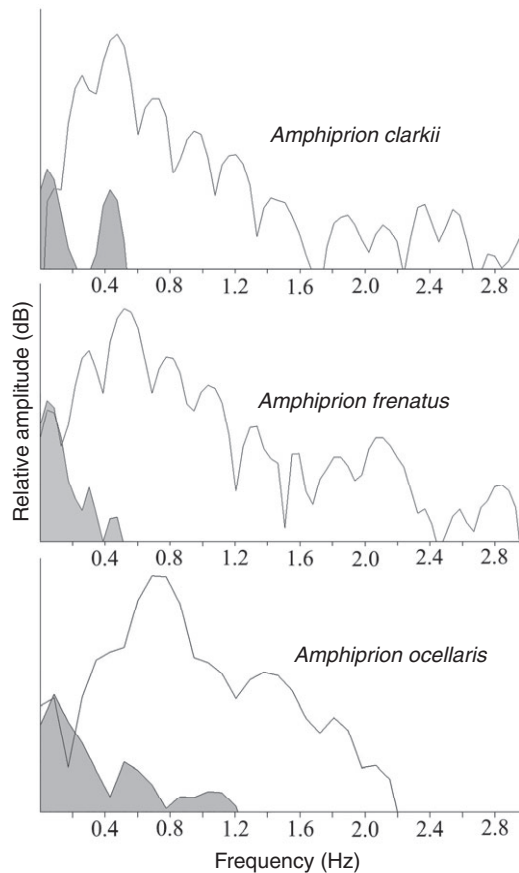 Amphiprion clarkii
0.4 0.8 1.2 1.6 2.0 2.4 2.8
Amphiprion frenatus
0.4 0.8 1.2 1.6 2.0 2.4 2.8
Amphiprion ocellaris
0.4 0.8 1.2 1.6 2.0 2.4 2.8
Relative amplitude (dB)
Frequency (Hz)